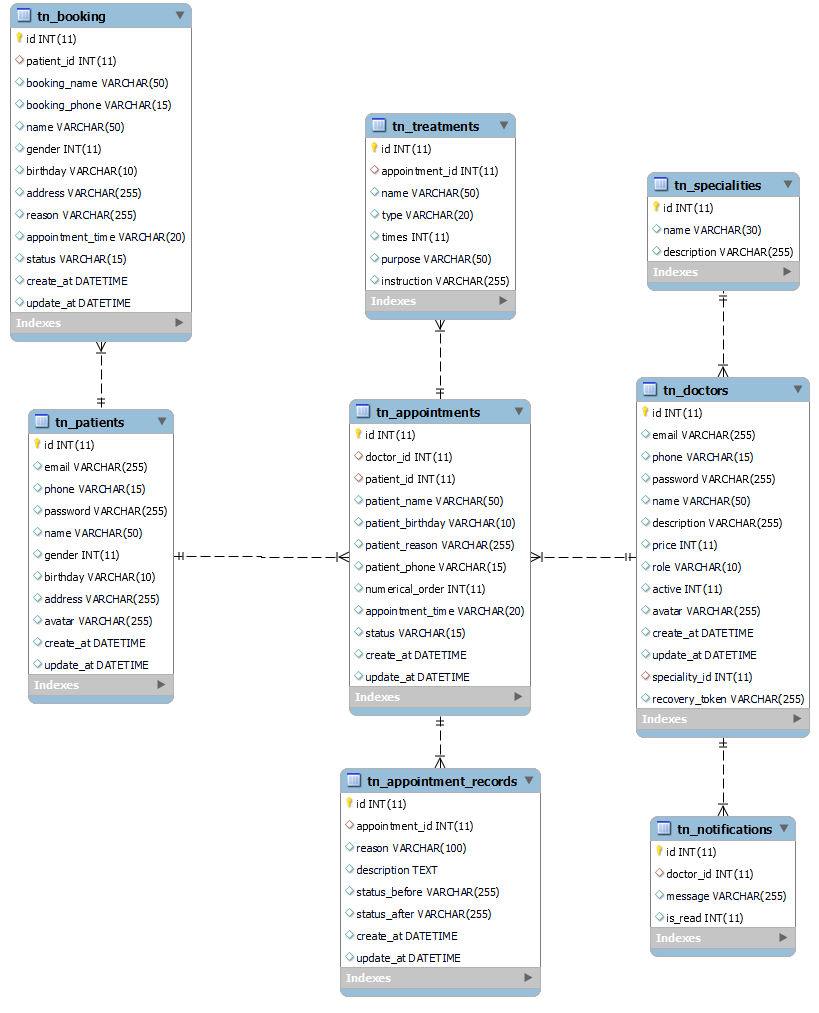 tn_booking
id INT(11)
patient_id INT(11)
booking_name VARCHAR(50)
booking_phone VARCHAR(15)
name VARCHAR(50)
gender INT(11)
birthday VARCHAR(10)
address VARCHAR(255)
reason VARCHAR(255)
appointment_time VARCHAR(20)
status VARCHAR(15)
create_at DATETIME
update_at DATETIME
Indexes
tn_treatments
id INT(11)
appointment_id INT(11)
name VARCHAR(50)
type VARCHAR(20)
times INT(11)
purpose VARCHAR(50)
instruction VARCHAR(255)
Indexes
tn_specialities
id INT(11)
name VARCHAR(30)
description VARCHAR(255)
Indexes
tn_patients
id INT(11)
email VARCHAR(255)
phone VARCHAR(15)
password VARCHAR(255)
name VARCHAR(50)
gender INT(11)
birthday VARCHAR(10)
address VARCHAR(255)
avatar VARCHAR(255)
create_at DATETIME
update_at DATETIME
Indexes
tn_appointments
id INT(11)
doctor_id INT(11)
patient_id INT(11)
patient_name VARCHAR(50)
patient_birthday VARCHAR(10)
patient_reason VARCHAR(255)
patient_phone VARCHAR(15)
numerical_order INT(11)
appointment_time VARCHAR(20)
status VARCHAR(15)
create_at DATETIME
update_at DATETIME
Indexes
tn_doctors
id INT(11)
email VARCHAR(255)
phone VARCHAR(15)
password VARCHAR(255)
name VARCHAR(50)
description VARCHAR(255)
price INT(11)
role VARCHAR(10)
active INT(11)
avatar VARCHAR(255)
create_at DATETIME
update_at DATETIME
speciality_id INT(11)
recovery_token VARCHAR(255)
Indexes
tn_appointment_records
id INT(11)
appointment_id INT(11)
reason VARCHAR(100)
description TEXT
status_before VARCHAR(255)
status_after VARCHAR(255)
create_at DATETIME
update_at DATETIME
Indexes
tn_notifications
id INT(11)
doctor_id INT(11)
message VARCHAR(255)
is_read INT(11)
Indexes